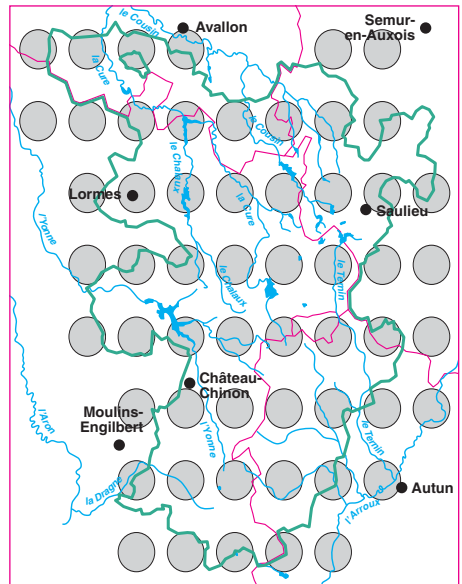 le Cousin
Avallon
Semur-
en-Auxois
la Cure
le Cousin
le Chalaux
Lormes
la Cure
Saulieu
l'Yonne
le Chalaux
le Ternin
Château-
Chinon
Moulins-
Engilbert
l'Aron
l'Yonne
le Ternin
la Dragne
Autun
l'Arroux